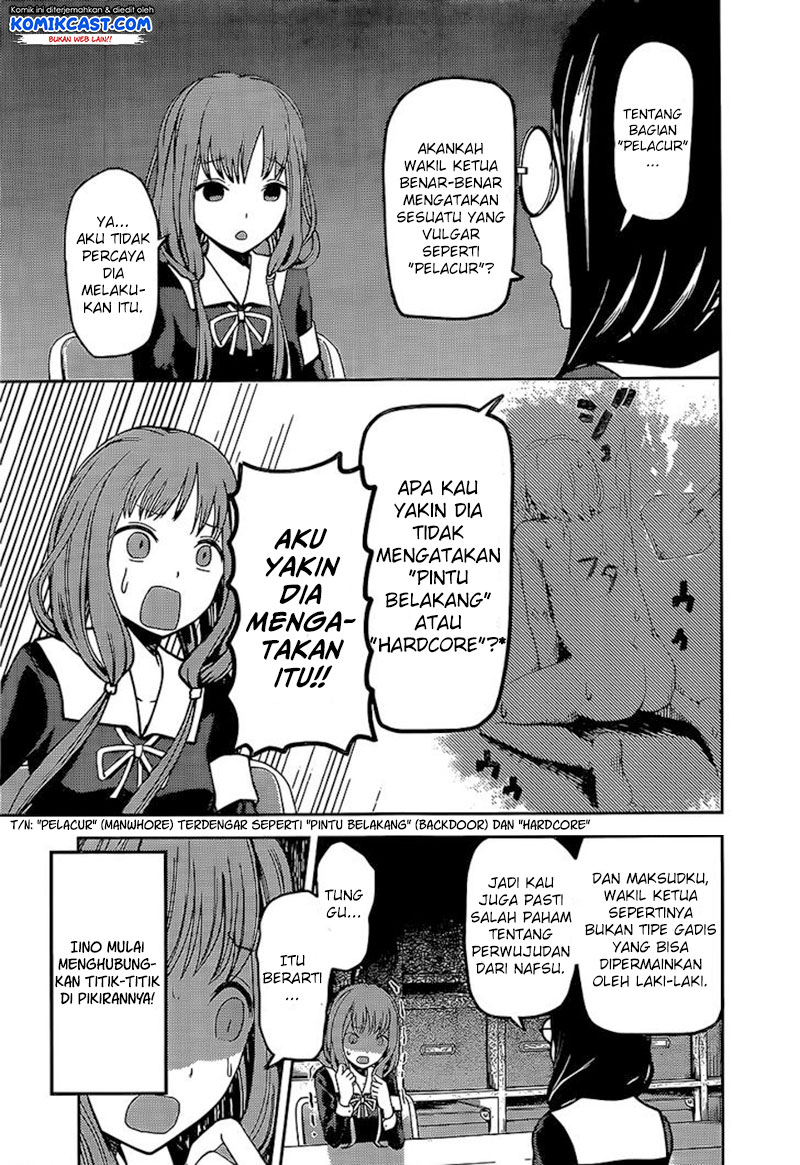 Komik ini diterjemahkan & diedit oleh
KOMIKCAST.COM
BUKAN WEB LAIN!!
TENTANG
BAGIAN
"PELACUR"
...
AKANKAH
WAKIL KETUA
BENAR-BENAR
MENGATAKAN
SESUATU YANG
VULGAR
SEPERTI
"PELACUR"?
YA...
AKU TIDAK
PERCAYA
DIA
MELAKU-
KAN ITU.
APA KAU
YAKIN DIA
TIDAK
MENGATAKAN
"PINTU
BELAKANG"
ATAU
"HARDCORE"?*
AKU
YAKIN
DIA
MENGA-
TAKAN
ITU!!
T/N: "PELACUR" (MANWHORE) TERDENGAR SEPERTI "PINTU BELAKANG" (BACKDOOR) DAN "HARDCORE"
DAN MAKSUDKU,
WAKIL KETUA
SEPERTINYA
BUKAN TIPE GADIS
YANG BISA
DIPERMAINKAN
OLEH LAKI-LAKI.
JADI KAU
JUGA PASTI
SALAH PAHAM
TENTANG
PERWUJUDAN
DARI NAFSU.
TUNG
GU...
ITU
BERARTI
...
IINO MULAI
MENGHUBUNG-
KAN TITIK-TITIK
DI PIKIRANNYA!